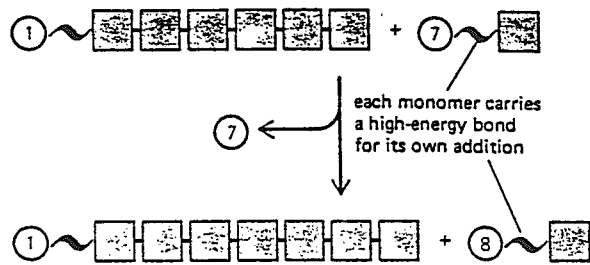 1 + 7
each monomer carries
a high-energy bond
for its own addition
7
1 + 8